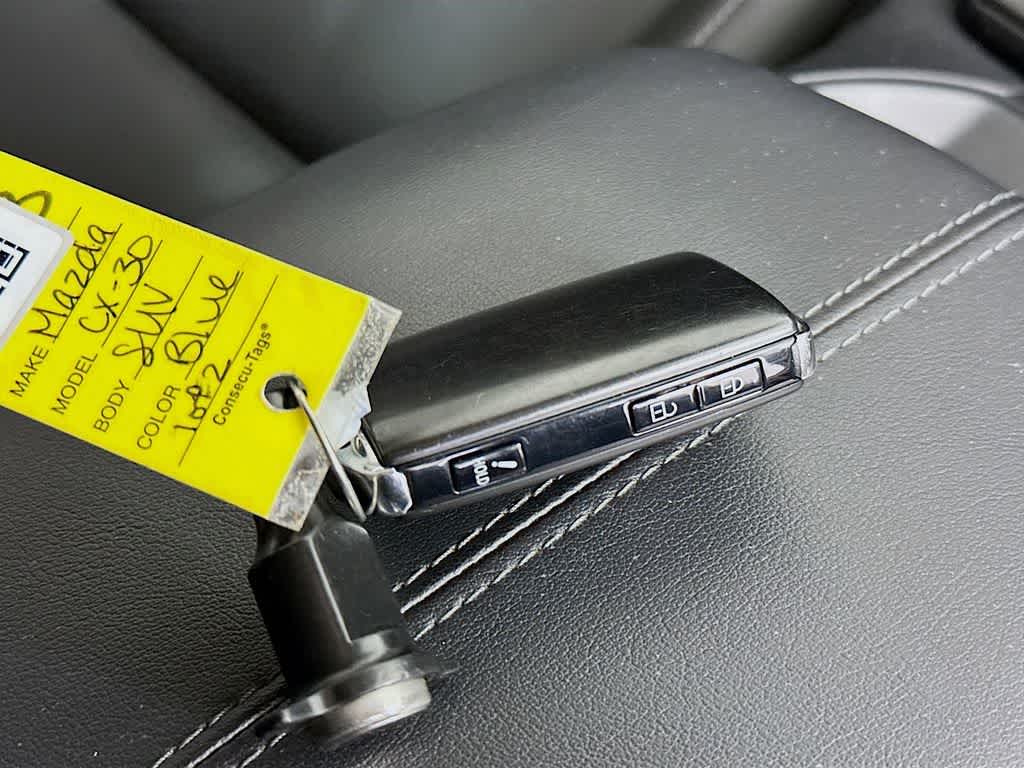 MAKE Mazda
MODEL CX-30
BODY SUV
COLOR Blue
1 of 2
Consecu-Tags®
HOLD